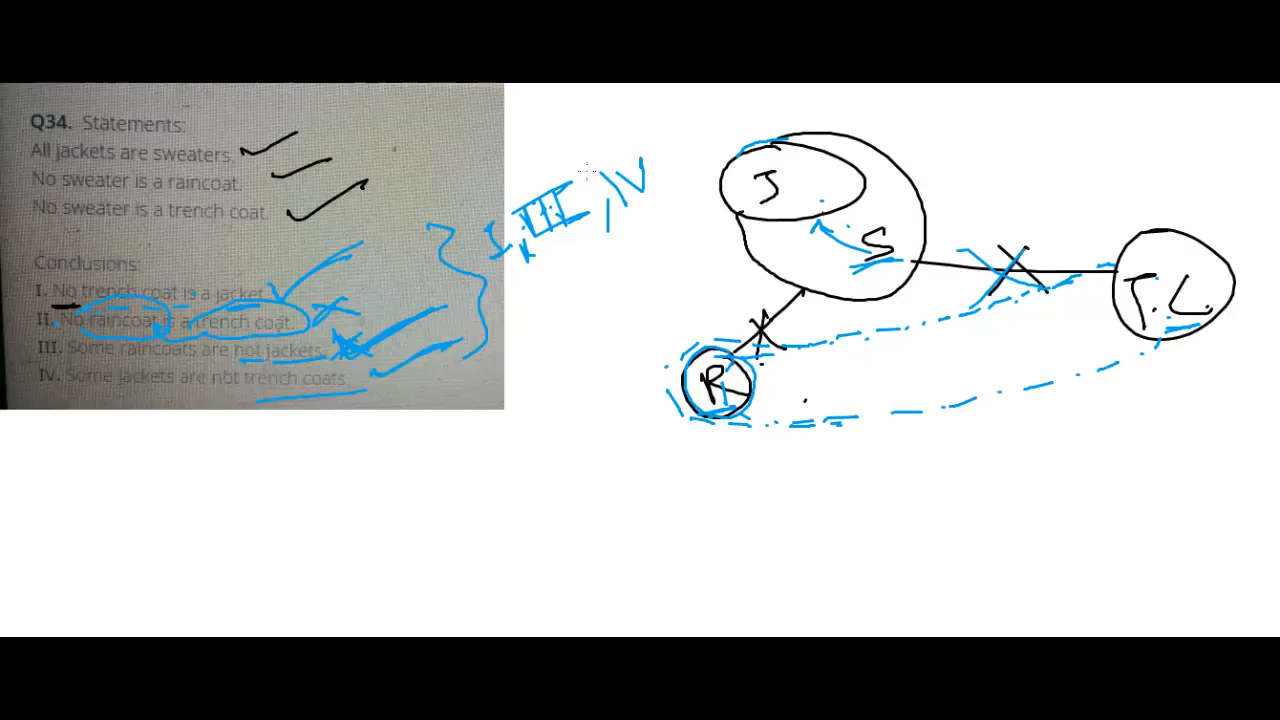 Q34. Statements:
All jackets are sweaters.
No sweater is a raincoat.
No sweater is a trench coat.
Conclusions:
I. No trench coat is a jacket.
II. No raincoat is a trench coat.
III. Some raincoats are not jackets.
IV. Some jackets are not trench coats.
I, III, IV
J
S
T.C.
R